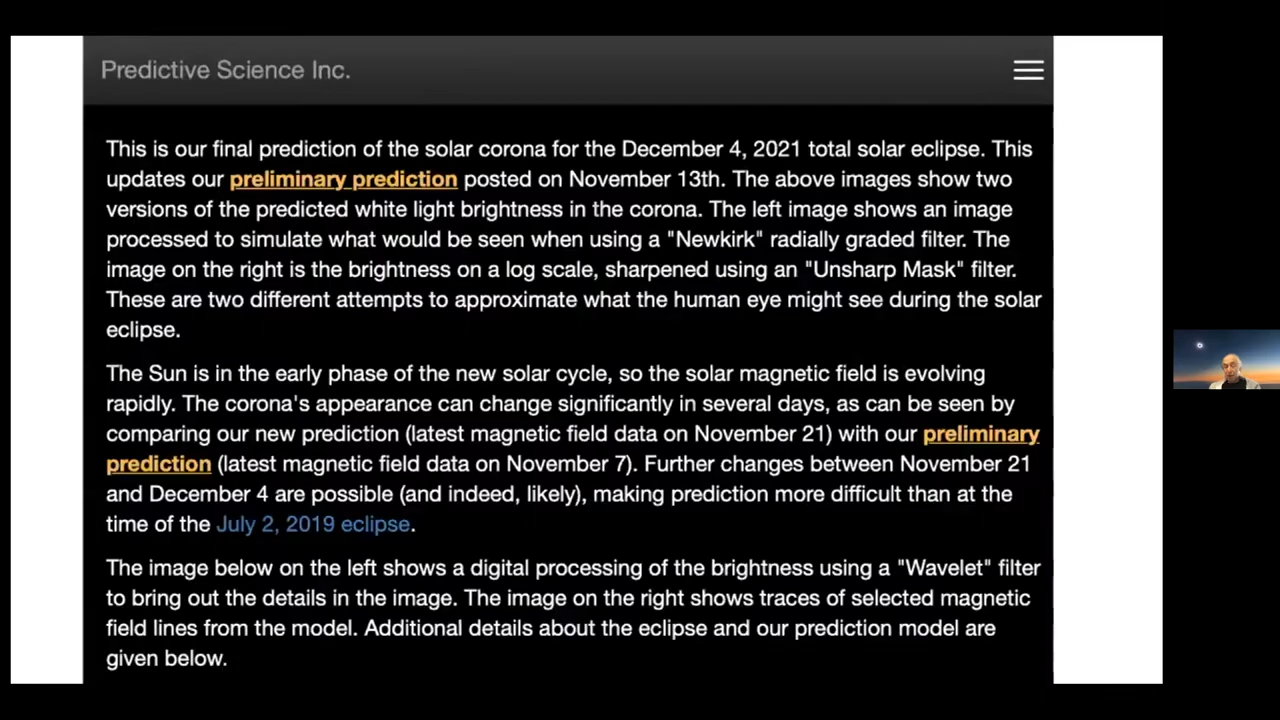 Predictive Science Inc.
This is our final prediction of the solar corona for the December 4, 2021 total solar eclipse. This
updates our preliminary prediction posted on November 13th. The above images show two
versions of the predicted white light brightness in the corona. The left image shows an image
processed to simulate what would be seen when using a "Newkirk" radially graded filter. The
image on the right is the brightness on a log scale, sharpened using an "Unsharp Mask" filter.
These are two different attempts to approximate what the human eye might see during the solar
eclipse.
The Sun is in the early phase of the new solar cycle, so the solar magnetic field is evolving
rapidly. The corona's appearance can change significantly in several days, as can be seen by
comparing our new prediction (latest magnetic field data on November 21) with our preliminary
prediction (latest magnetic field data on November 7). Further changes between November 21
and December 4 are possible (and indeed, likely), making prediction more difficult than at the
time of the July 2, 2019 eclipse.
The image below on the left shows a digital processing of the brightness using a "Wavelet" filter
to bring out the details in the image. The image on the right shows traces of selected magnetic
field lines from the model. Additional details about the eclipse and our prediction model are
given below.